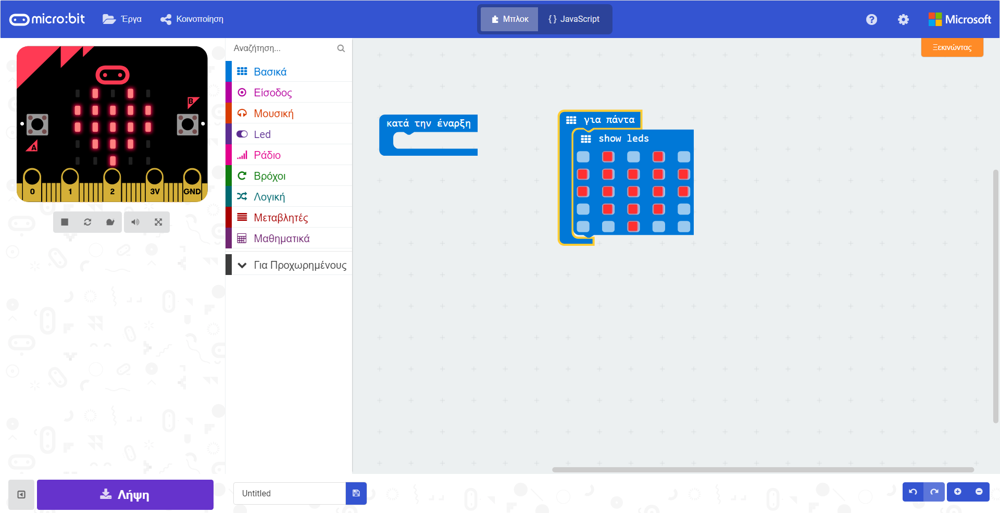 micro:bit
Έργα
Κοινοποίηση
Μπλοκ
{} JavaScript
?
Microsoft
Ξεκινώντας
B
A
0 1 2 3V GND
Αναζήτηση...
Βασικά
Είσοδος
Μουσική
Led
Ράδιο
Βρόχοι
Λογική
Μεταβλητές
Μαθηματικά
Για Προχωρημένους
κατά την έναρξη
για πάντα
show leds
Λήψη
Untitled